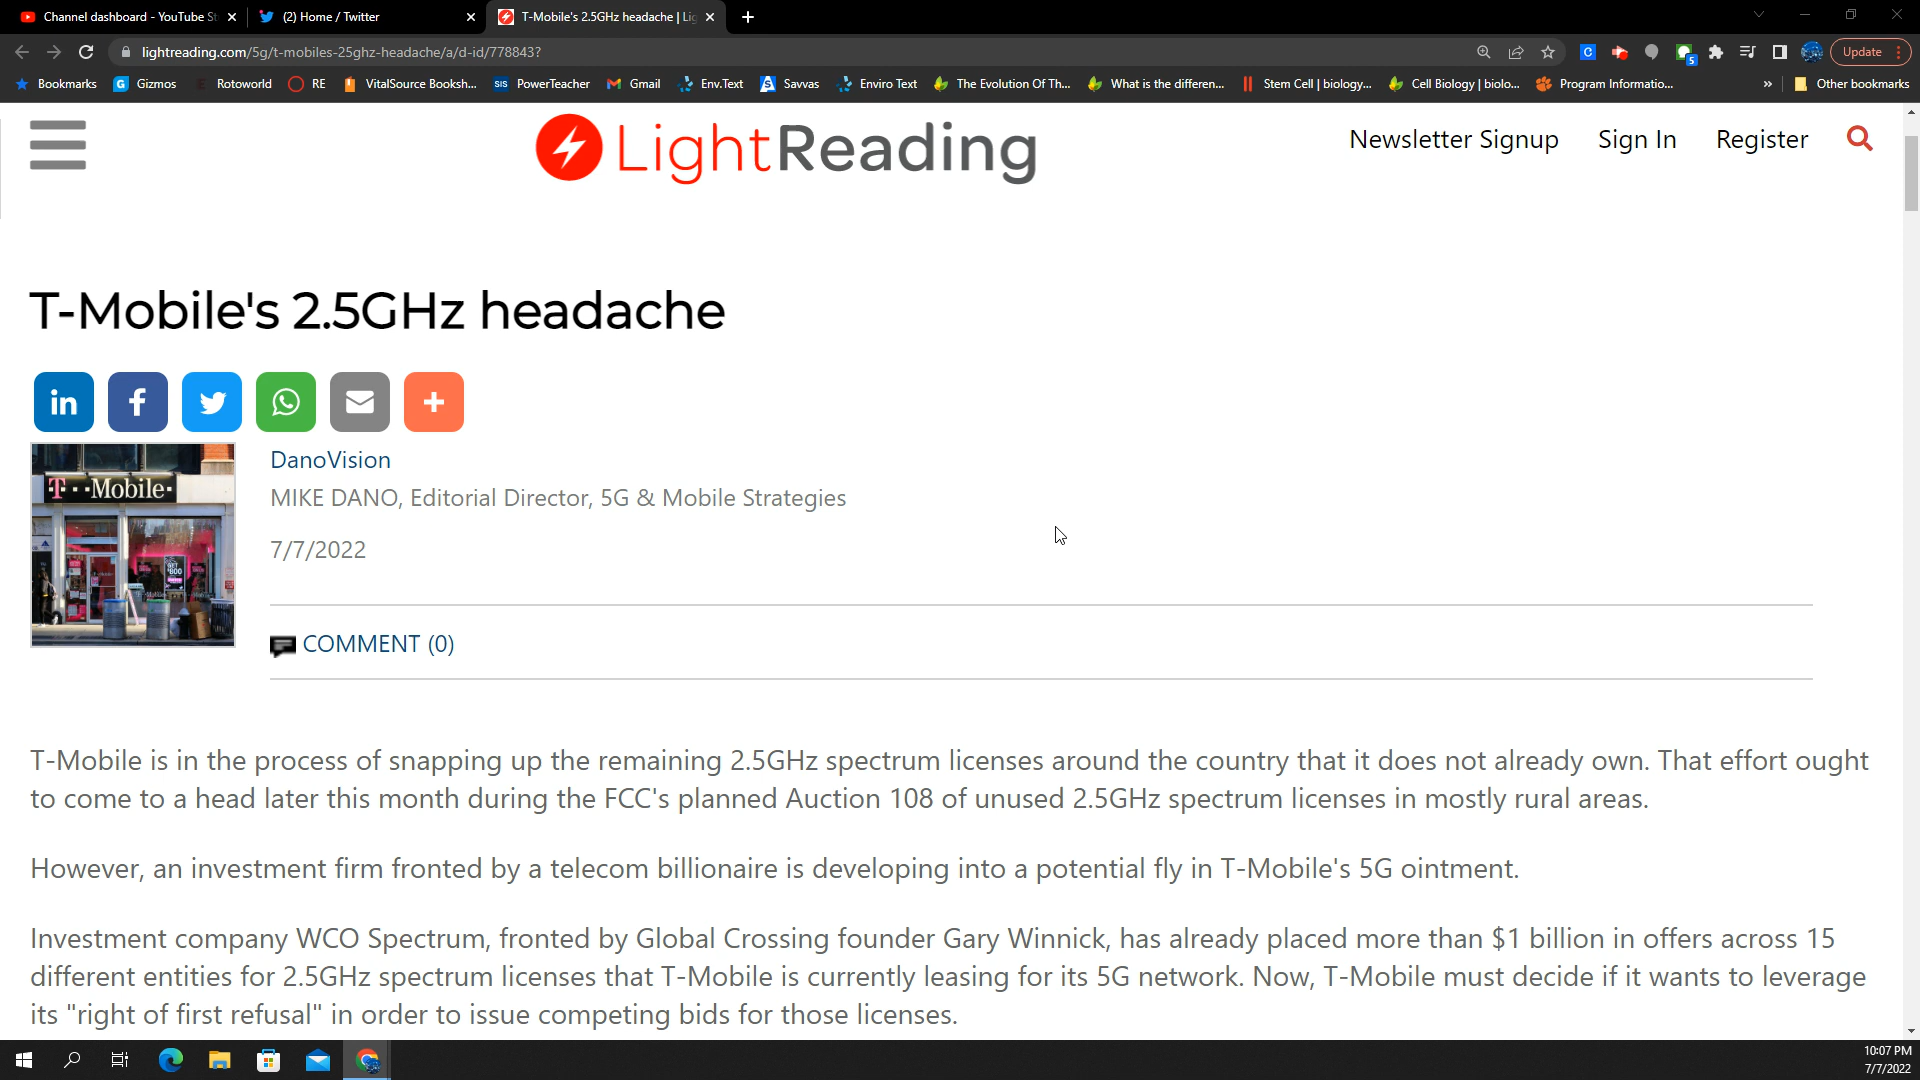 Channel dashboard - YouTube St
(2) Home / Twitter
T-Mobile's 2.5GHz headache | Lig
lightreading.com/5g/t-mobiles-25ghz-headache/a/d-id/778843?
Update
Bookmarks
Gizmos
Rotoworld
RE
VitalSource Booksh...
SIS PowerTeacher
Gmail
Env.Text
Savvas
Enviro Text
The Evolution Of Th...
What is the differen...
Stem Cell | biology...
Cell Biology | biolo...
Program Informatio...
»
Other bookmarks
LightReading
Newsletter Signup
Sign In
Register
T-Mobile's 2.5GHz headache
T··Mobile·
DanoVision
MIKE DANO, Editorial Director, 5G & Mobile Strategies
7/7/2022
COMMENT (0)
T-Mobile is in the process of snapping up the remaining 2.5GHz spectrum licenses around the country that it does not already own. That effort ought
to come to a head later this month during the FCC's planned Auction 108 of unused 2.5GHz spectrum licenses in mostly rural areas.
However, an investment firm fronted by a telecom billionaire is developing into a potential fly in T-Mobile's 5G ointment.
Investment company WCO Spectrum, fronted by Global Crossing founder Gary Winnick, has already placed more than $1 billion in offers across 15
different entities for 2.5GHz spectrum licenses that T-Mobile is currently leasing for its 5G network. Now, T-Mobile must decide if it wants to leverage
its "right of first refusal" in order to issue competing bids for those licenses.
10:07 PM
7/7/2022